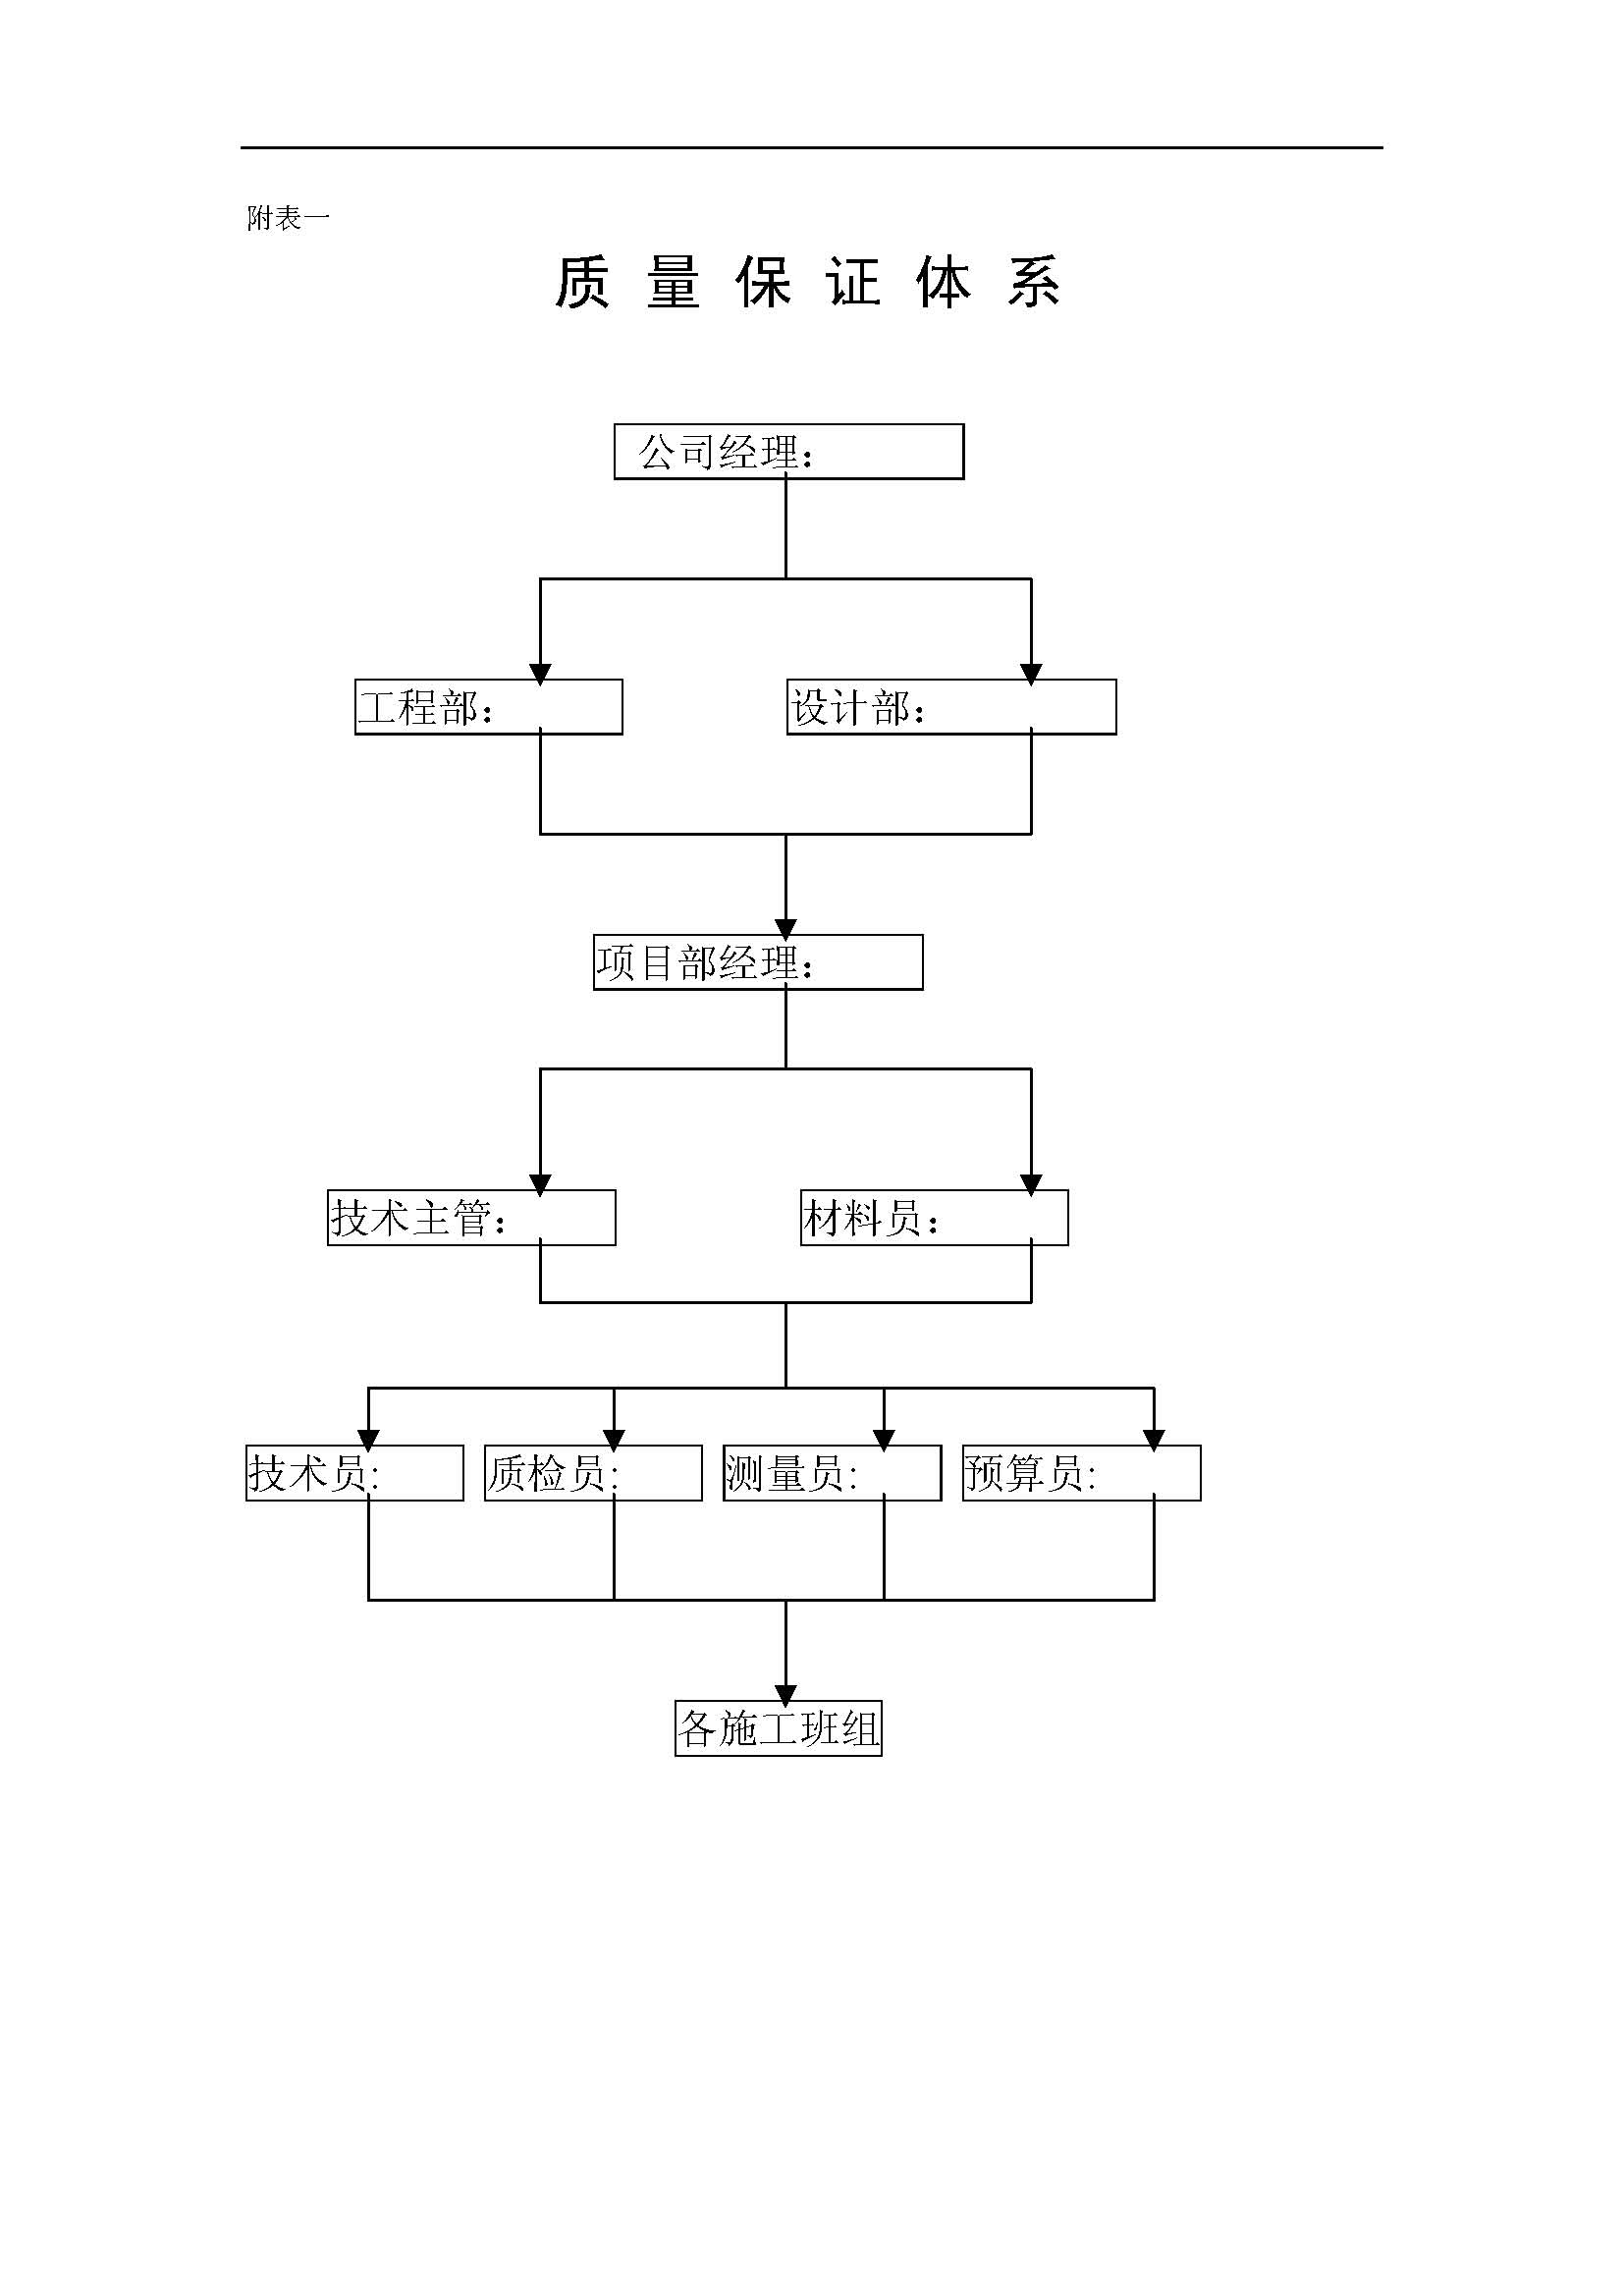 附表一
质量保证体系
公司经理：
工程部： 设计部：
项目部经理：
技术主管： 材料员：
技术员: 质检员: 测量员: 预算员:
各施工班组